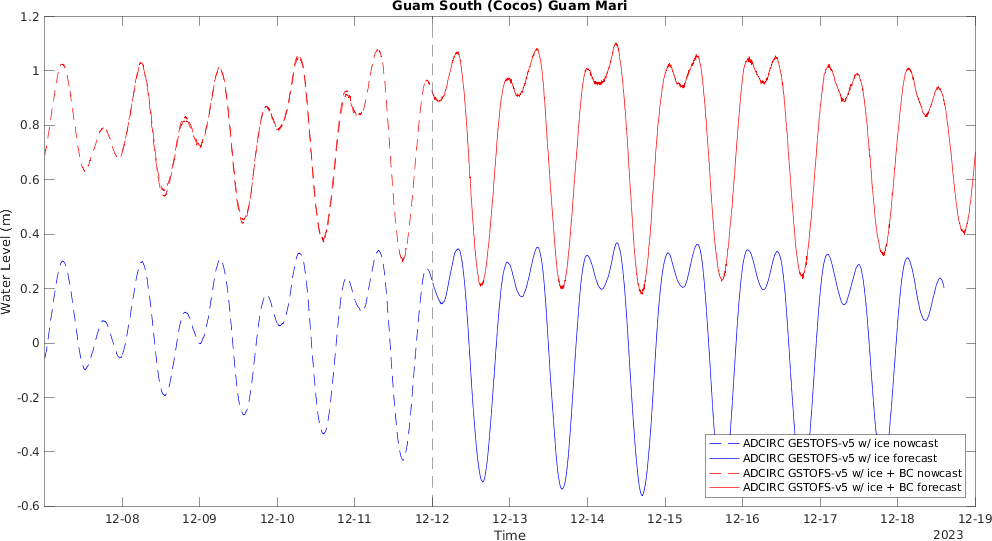 Guam South (Cocos) Guam Mari
1.2
1
0.8
0.6
0.4
0.2
0
-0.2
-0.4
-0.6
Water Level (m)
ADCIRC GESTOFS-v5 w/ ice nowcast
ADCIRC GESTOFS-v5 w/ ice forecast
ADCIRC GSTOFS-v5 w/ ice + BC nowcast
ADCIRC GSTOFS-v5 w/ ice + BC forecast
12-08 12-09 12-10 12-11 12-12 12-13 12-14 12-15 12-16 12-17 12-18 12-19
Time
2023